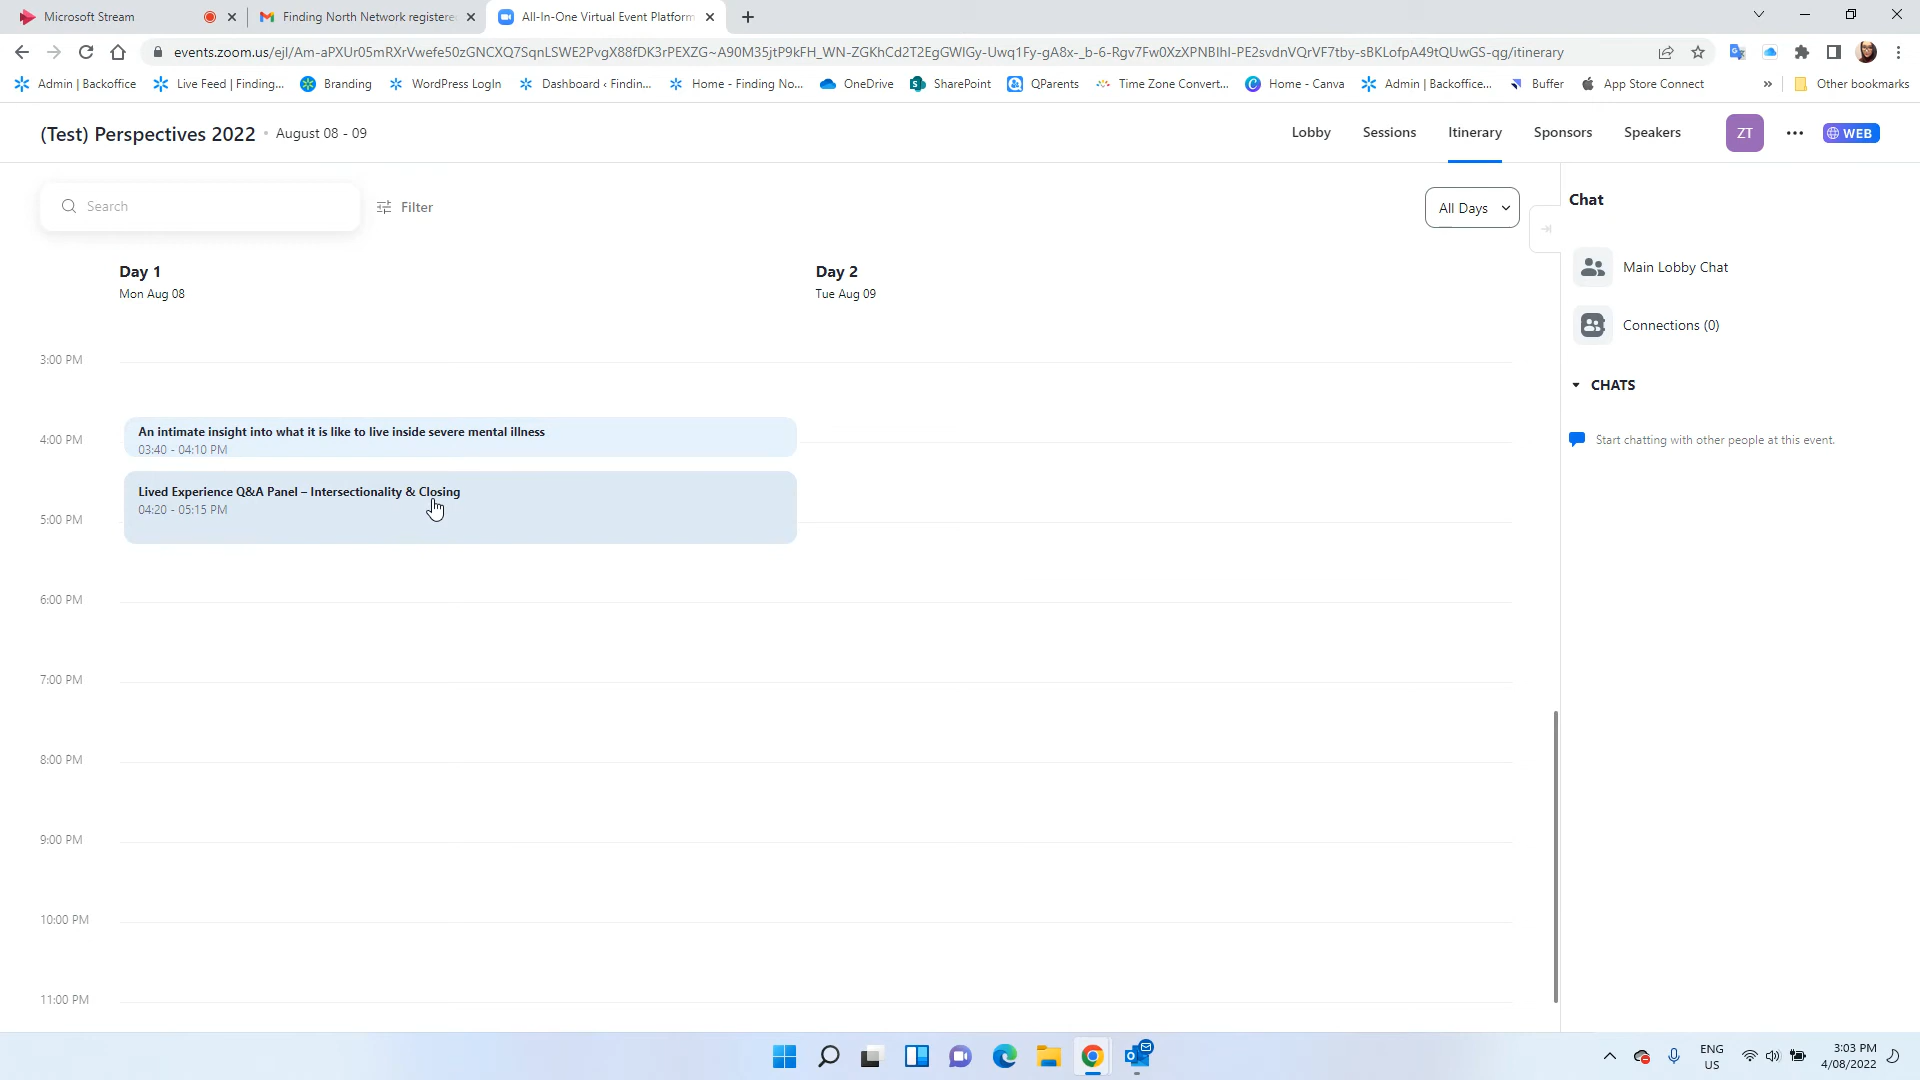 Microsoft Stream
Finding North Network registere
All-In-One Virtual Event Platform
events.zoom.us/ejl/Am-aPXUr05mRXrVwefe50zGNCXQ7SqnLSWE2PvgX88fDK3rPEXZG~A90M35jtP9kFH_WN-ZGKhCd2T2EgGWIGy-Uwq1Fy-gA8x-_b-6-Rgv7Fw0XzXPNBIhI-PE2svdnVQrVF7tby-sBKLofpA49tQUwGS-qg/itinerary
Admin | Backoffice
Live Feed | Finding...
Branding
WordPress LogIn
Dashboard ‹ Findin...
Home - Finding No...
OneDrive
SharePoint
QParents
Time Zone Convert...
Home - Canva
Admin | Backoffice...
Buffer
App Store Connect
»
Other bookmarks
(Test) Perspectives 2022 • August 08 - 09
Lobby
Sessions
Itinerary
Sponsors
Speakers
ZT
WEB
Search
Filter
All Days
Chat
Main Lobby Chat
Connections (0)
CHATS
Start chatting with other people at this event.
Day 1
Mon Aug 08
Day 2
Tue Aug 09
3:00 PM
4:00 PM
An intimate insight into what it is like to live inside severe mental illness
03:40 - 04:10 PM
Lived Experience Q&A Panel – Intersectionality & Closing
04:20 - 05:15 PM
5:00 PM
6:00 PM
7:00 PM
8:00 PM
9:00 PM
10:00 PM
11:00 PM
ENG
US
3:03 PM
4/08/2022